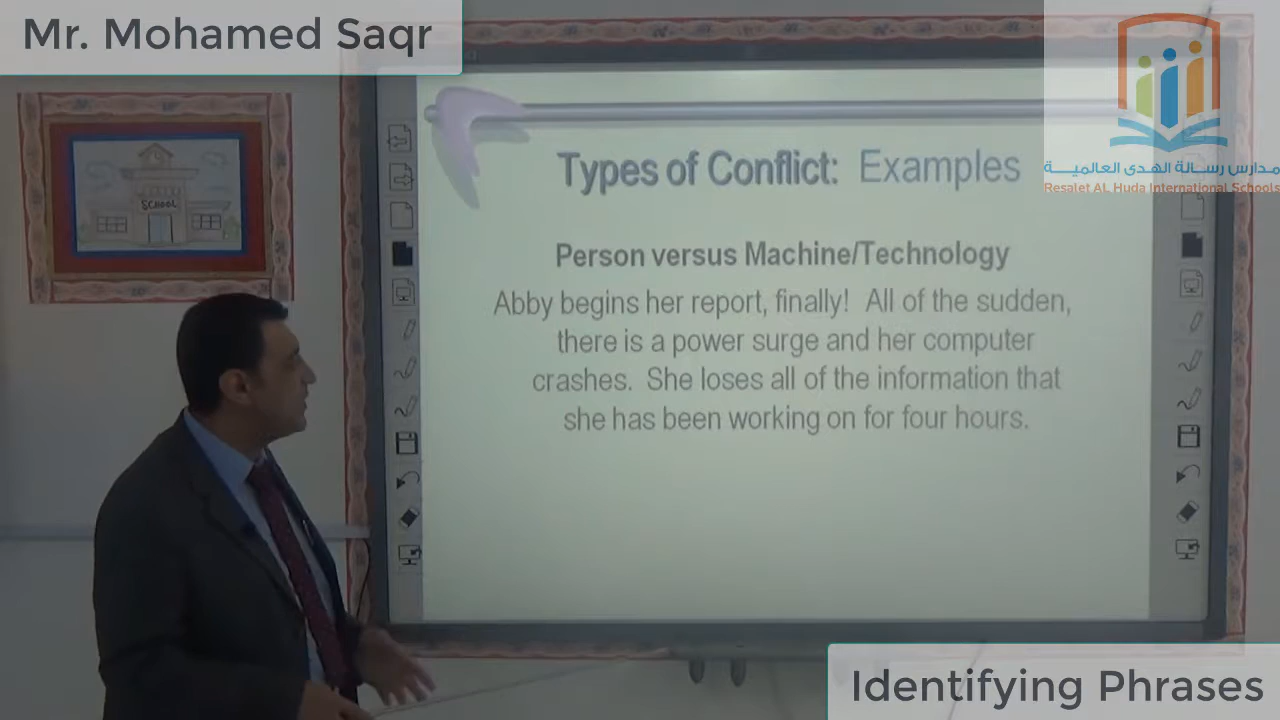 Mr. Mohamed Saqr
مدارس رسالة الهدى العالمية
Resalet AL Huda International Schools
SCHOOL
Types of Conflict: Examples
Person versus Machine/Technology
Abby begins her report, finally! All of the sudden,
there is a power surge and her computer
crashes. She loses all of the information that
she has been working on for four hours.
Identifying Phrases